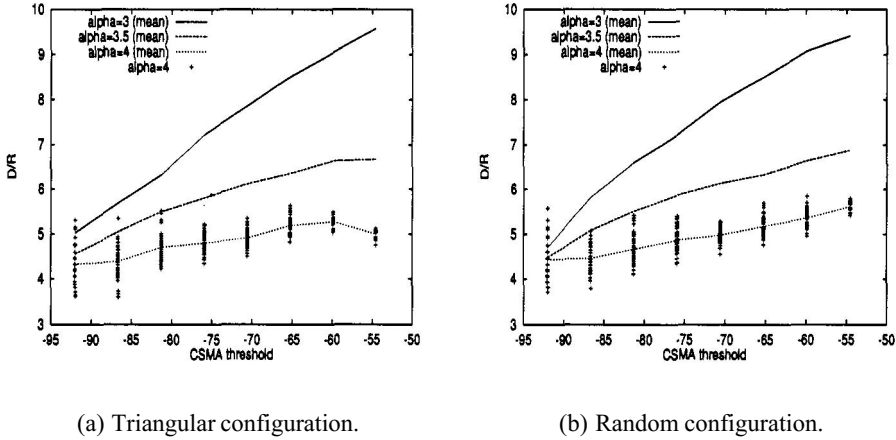 10
9
8
7
6
5
4
3
D/R
alpha=3 (mean)
alpha=3.5 (mean)
alpha=4 (mean)
alpha=4
-95 -90 -85 -80 -75 -70 -65 -60 -55 -50
CSMA threshold
(a) Triangular configuration.
10
9
8
7
6
5
4
3
D/R
alpha=3 (mean)
alpha=3.5 (mean)
alpha=4 (mean)
alpha=4
-95 -90 -85 -80 -75 -70 -65 -60 -55 -50
CSMA threshold
(b) Random configuration.